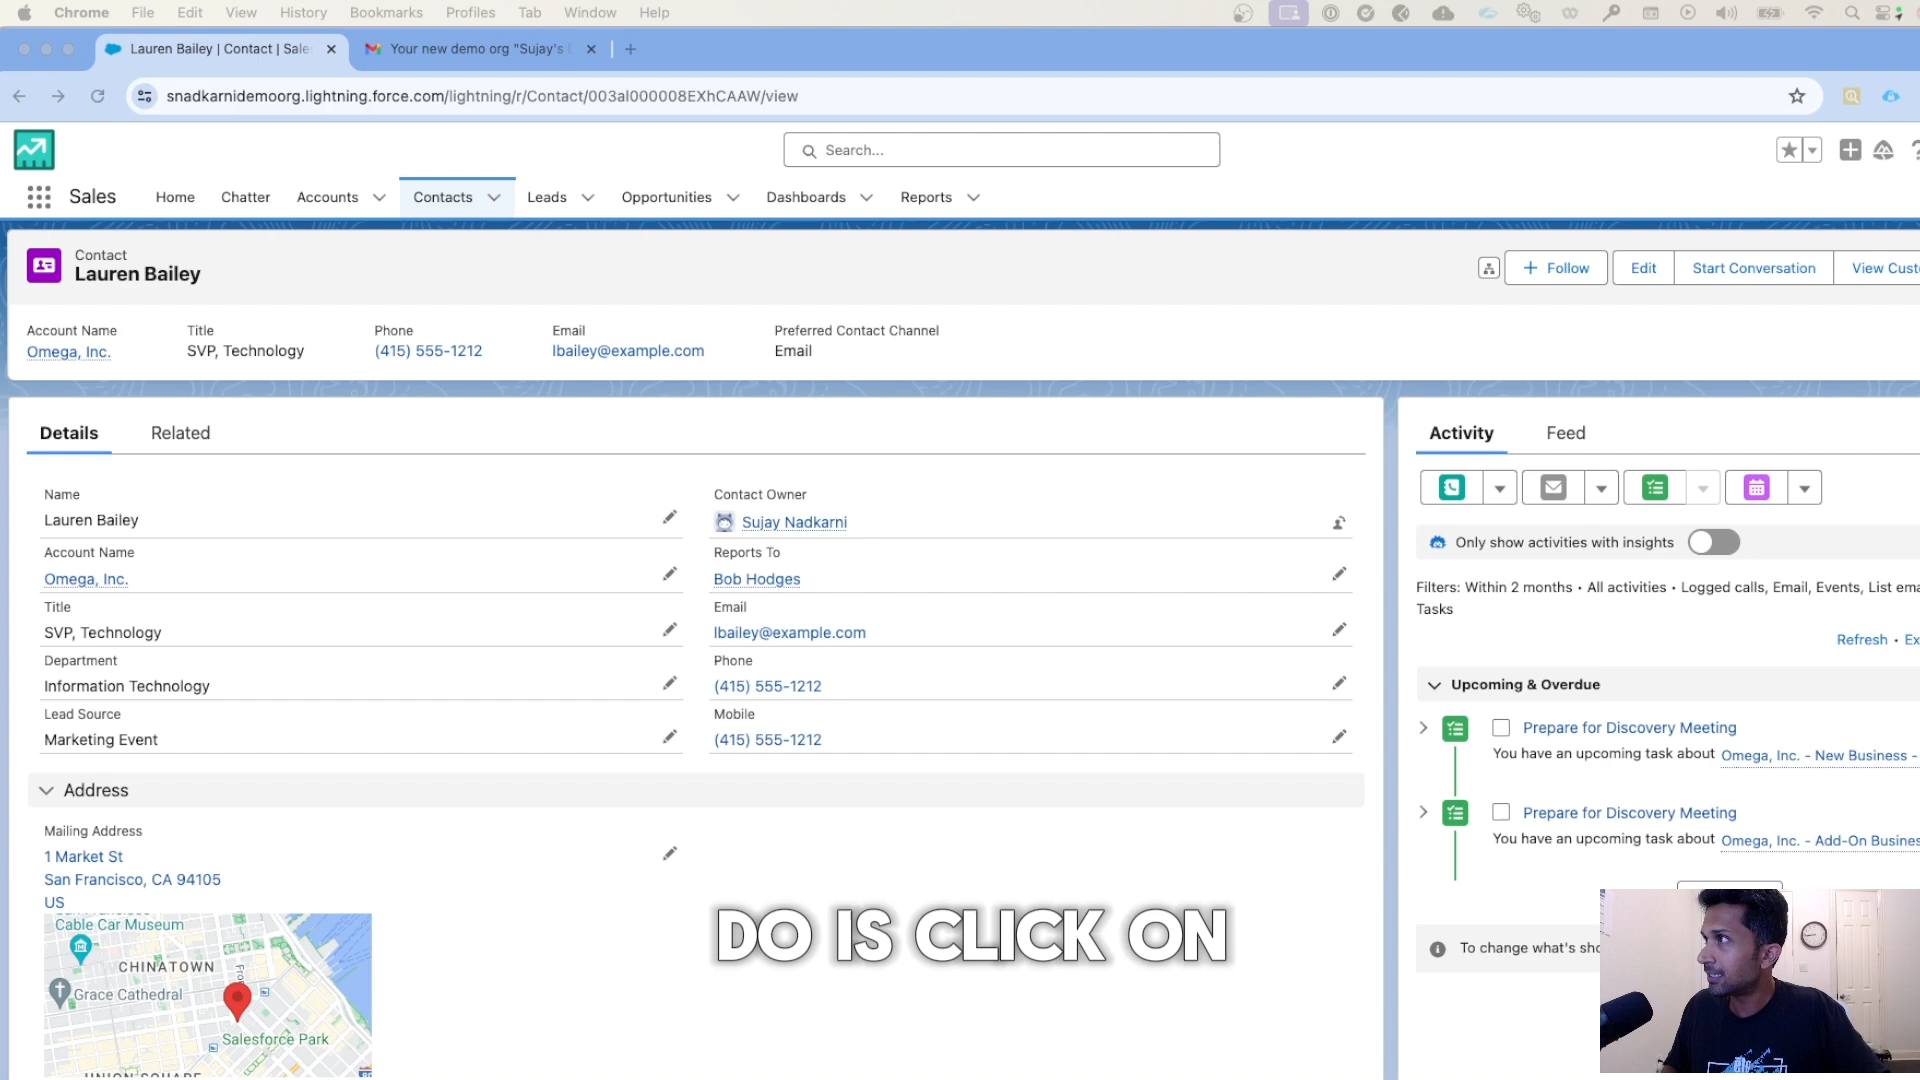 Chrome File Edit View History Bookmarks Profiles Tab Window Help
Lauren Bailey | Contact | Sale
Your new demo org "Sujay's
snadkarnidemoorg.lightning.force.com/lightning/r/Contact/003al000008EXhCAAW/view
Search...
Sales Home Chatter Accounts Contacts Leads Opportunities Dashboards Reports
Contact
Lauren Bailey
Follow Edit Start Conversation View Cust
Account Name Title Phone Email Preferred Contact Channel
Omega, Inc. SVP, Technology (415) 555-1212 lbailey@example.com Email
Details Related
Name
Lauren Bailey
Account Name
Omega, Inc.
Title
SVP, Technology
Department
Information Technology
Lead Source
Marketing Event
Contact Owner
Sujay Nadkarni
Reports To
Bob Hodges
Email
lbailey@example.com
Phone
(415) 555-1212
Mobile
(415) 555-1212
Address
Mailing Address
1 Market St
San Francisco, CA 94105
US
Cable Car Museum
CHINATOWN
Grace Cathedral
Salesforce Park
UNION SQUARE
Activity Feed
Only show activities with insights
Filters: Within 2 months • All activities • Logged calls, Email, Events, List ema
Tasks
Refresh • Ex
Upcoming & Overdue
Prepare for Discovery Meeting
You have an upcoming task about Omega, Inc. - New Business -
Prepare for Discovery Meeting
You have an upcoming task about Omega, Inc. - Add-On Busines
To change what's sho
DO IS CLICK ON